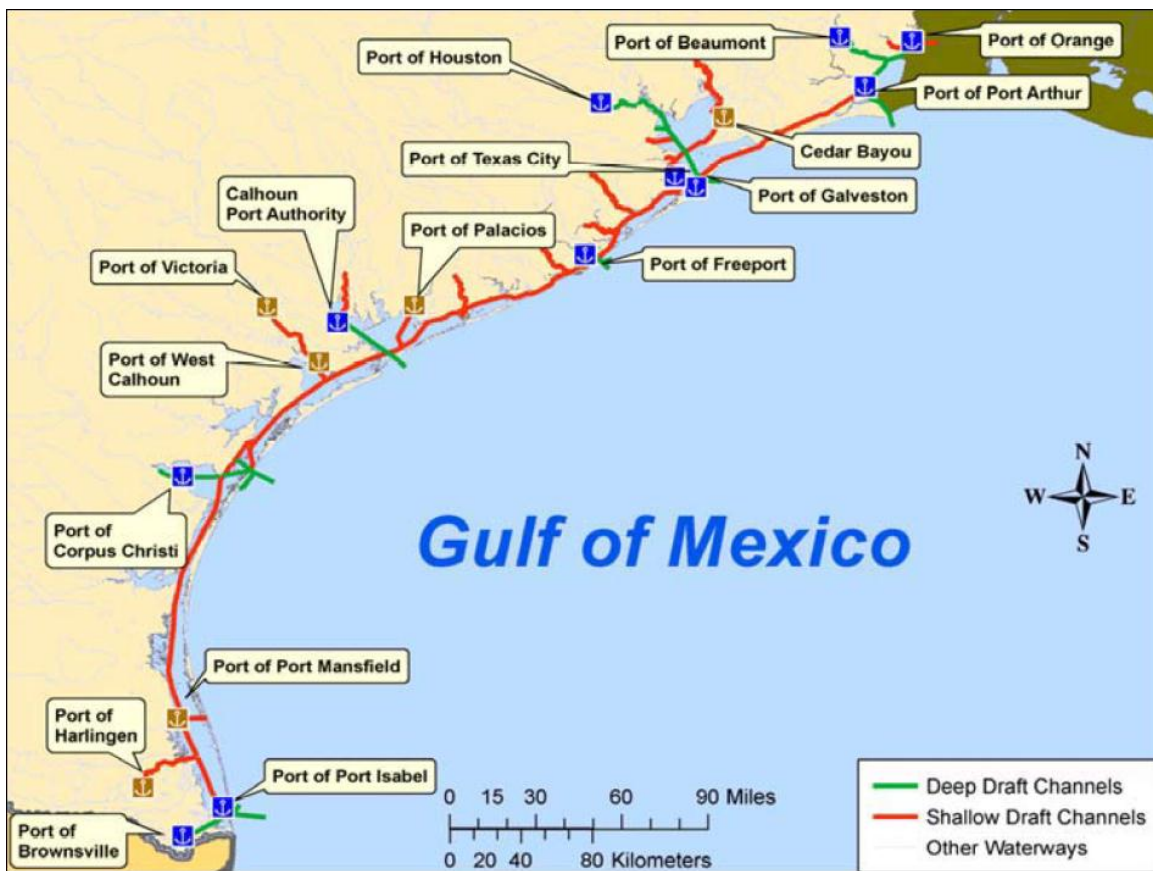 Port of Beaumont
Port of Orange
Port of Houston
Port of Port Arthur
Cedar Bayou
Port of Texas City
Port of Galveston
Calhoun
Port Authority
Port of Palacios
Port of Victoria
Port of Freeport
Port of West
Calhoun
N
W
E
S
Port of
Corpus Christi
Gulf of Mexico
Port of Port Mansfield
Port of
Harlingen
Port of Port Isabel
Port of
Brownsville
0 15 30 60 90 Miles
0 20 40 80 Kilometers
Deep Draft Channels
Shallow Draft Channels
Other Waterways